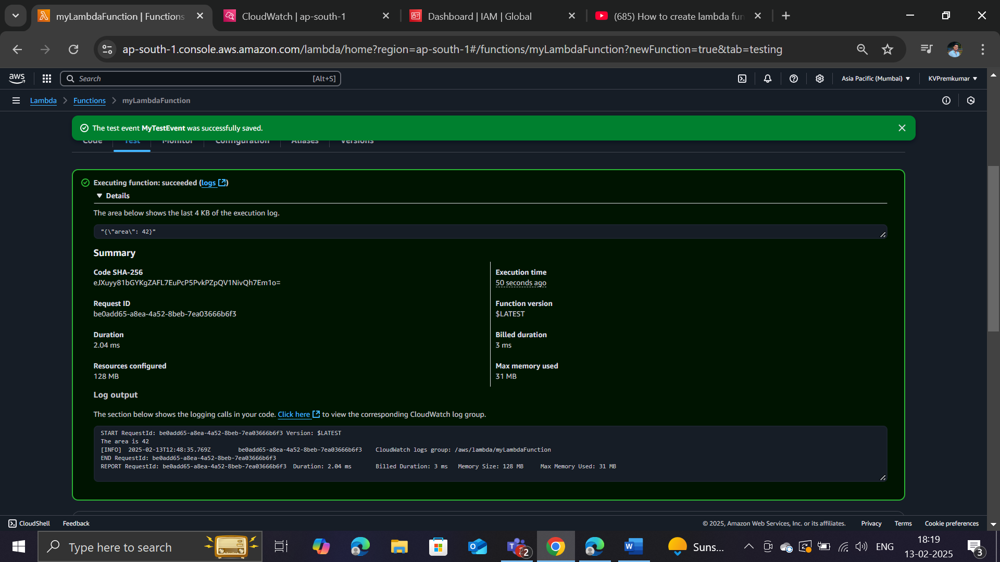 myLambdaFunction | Functions
CloudWatch | ap-south-1
Dashboard | IAM | Global
(685) How to create lambda fun
ap-south-1.console.aws.amazon.com/lambda/home?region=ap-south-1#/functions/myLambdaFunction?newFunction=true&tab=testing
aws
Search
[Alt+S]
Asia Pacific (Mumbai)
KVPremkumar
Lambda
Functions
myLambdaFunction
The test event MyTestEvent was successfully saved.
Code
Test
Monitor
Configuration
Aliases
Versions
Executing function: succeeded (logs)
Details
The area below shows the last 4 KB of the execution log.
"{\"area\": 42}"
Summary
Code SHA-256
eJXuyy81bGYKgZAFL7EuPcP5PvkPZpQV1NivQh7Em1o=
Execution time
50 seconds ago
Request ID
be0add65-a8ea-4a52-8beb-7ea03666b6f3
Function version
$LATEST
Duration
2.04 ms
Billed duration
3 ms
Resources configured
128 MB
Max memory used
31 MB
Log output
The section below shows the logging calls in your code. Click here to view the corresponding CloudWatch log group.
START RequestId: be0add65-a8ea-4a52-8beb-7ea03666b6f3 Version: $LATEST
The area is 42
[INFO] 2025-02-13T12:48:35.769Z be0add65-a8ea-4a52-8beb-7ea03666b6f3 CloudWatch logs group: /aws/lambda/myLambdaFunction
END RequestId: be0add65-a8ea-4a52-8beb-7ea03666b6f3
REPORT RequestId: be0add65-a8ea-4a52-8beb-7ea03666b6f3 Duration: 2.04 ms Billed Duration: 3 ms Memory Size: 128 MB Max Memory Used: 31 MB
CloudShell
Feedback
© 2025, Amazon Web Services, Inc. or its affiliates.
Privacy
Terms
Cookie preferences
Type here to search
2
Suns...
ENG
18:19
13-02-2025
3